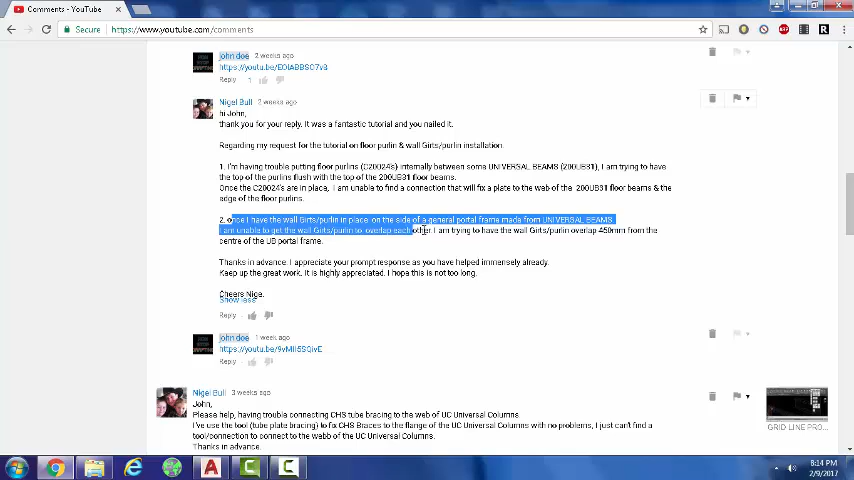 Comments - YouTube
Secure https://www.youtube.com/comments
john doe 2 weeks ago
Reply 1
Nigel Bull 2 weeks ago
hi John,
thank you for your reply. It was a fantastic tutorial and you nailed it.
Regarding my request for the tutorial on floor purlin & wall Girts/purlin installation.
1. I'm having trouble putting floor purlins (C20024's) internally between some UNIVERSAL BEAMS (200UB31), I am trying to have
the top of the purlins flush with the top of the 200UB31 floor beams.
Once the C20024's are in place, I am unable to find a connection that will fix a plate to the web of the 200UB31 floor beams & the
edge of the floor purlins.
2. once I have the wall Girts/purlin in place on the side of a general portal frame made from UNIVERSAL BEAMS
I am unable to get the wall Girts/purlin to overlap each other. I am trying to have the wall Girts/purlin overlap 450mm from the
centre of the UB portal frame.
Thanks in advance. I appreciate your prompt response as you have helped immensely already.
Keep up the great work. It is highly appreciated. I hope this is not too long.
Cheers Nige.
Show less
Reply
john doe 1 week ago
Reply
Nigel Bull 3 weeks ago
John,
Please help, having trouble connecting CHS tube bracing to the web of UC Universal Columns.
I've use the tool (tube plate bracing) to fix CHS Braces to the flange of the UC Universal Columns with no problems, I just can't find a
tool/connection to connect to the webb of the UC Universal Columns.
Thanks in advance.
GRID LINE PRO...
8:14 PM
2/9/2017